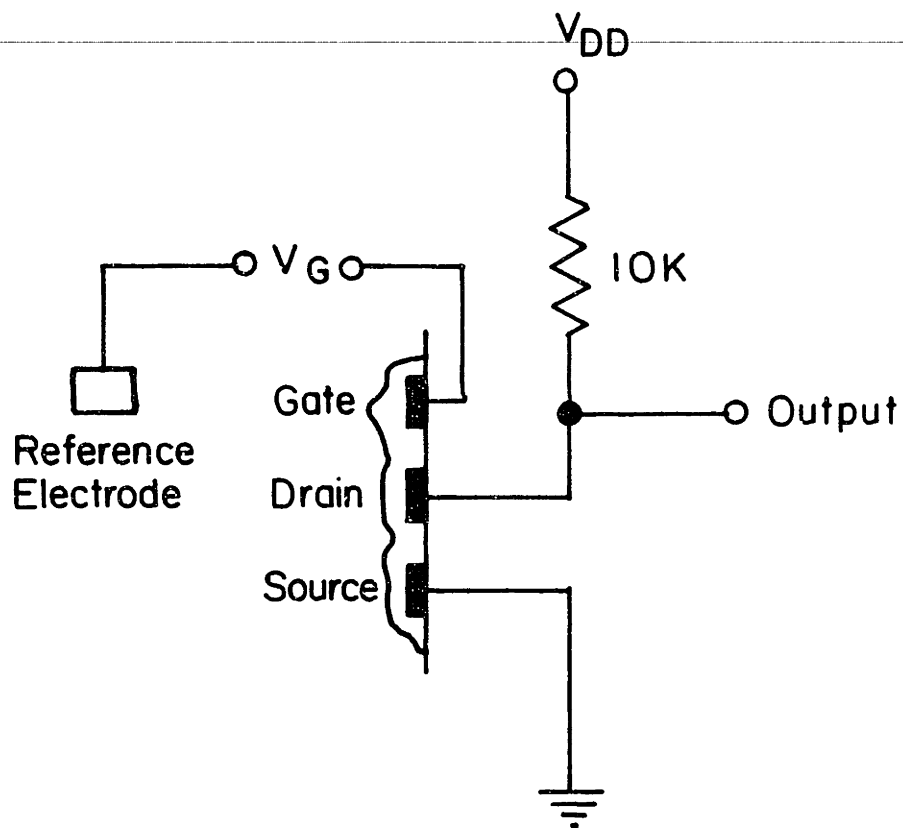 VDD
VG
10K
Gate
Output
Reference
Electrode
Drain
Source